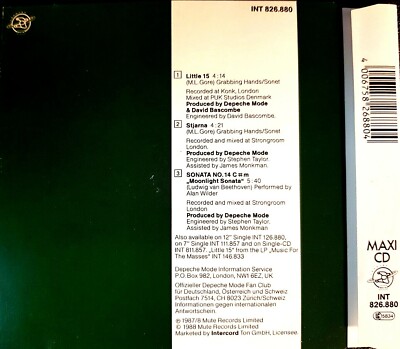 INT 826.880
1 Little 15 4:14
(M.L. Gore) Grabbing Hands/Sonet
Recorded at Konk, London
Mixed at PUK Studios Denmark
Produced by Depeche Mode
& David Bascombe.
Engineered by David Bascombe.
2 Stjarna 4:21
(M.L. Gore) Grabbing Hands/Sonet
Recorded and mixed at Strongroom
London.
Produced by Depeche Mode
Engineered by Stephen Taylor.
Assisted by James Monkman.
3 SONATA NO. 14 C#m
„Moonlight Sonata” 5:40
(Ludwig van Beethoven) Performed by
Alan Wilder
Recorded and mixed at Strongroom
London.
Produced by Depeche Mode
Engineered by Stephen Taylor.
Assisted by James Monkman.
Also available on 12" Single INT 126.880,
on 7" Single INT 111.857 and on Single-CD
INT 811.857. „Little 15” from the LP „Music For
The Masses” INT 146.833
Depeche Mode Information Service
P.O. Box 982, London, NW1 6EZ, UK
Offizieller Depeche Mode Fan Club
für Deutschland, Österreich und Schweiz
Postfach 7514, CH 8023 Zürich/Schweiz
Informationen gegen internationalen
Antwortschein.
℗ 1987/8 Mute Records Limited
© 1988 Mute Records Limited
Marketed by Intercord Ton GmbH, Licensee.
4 006758 268804
MAXI
CD
INT
826.880